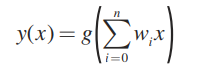 y(x) = g(∑_{i=0}^{n} w_i x)